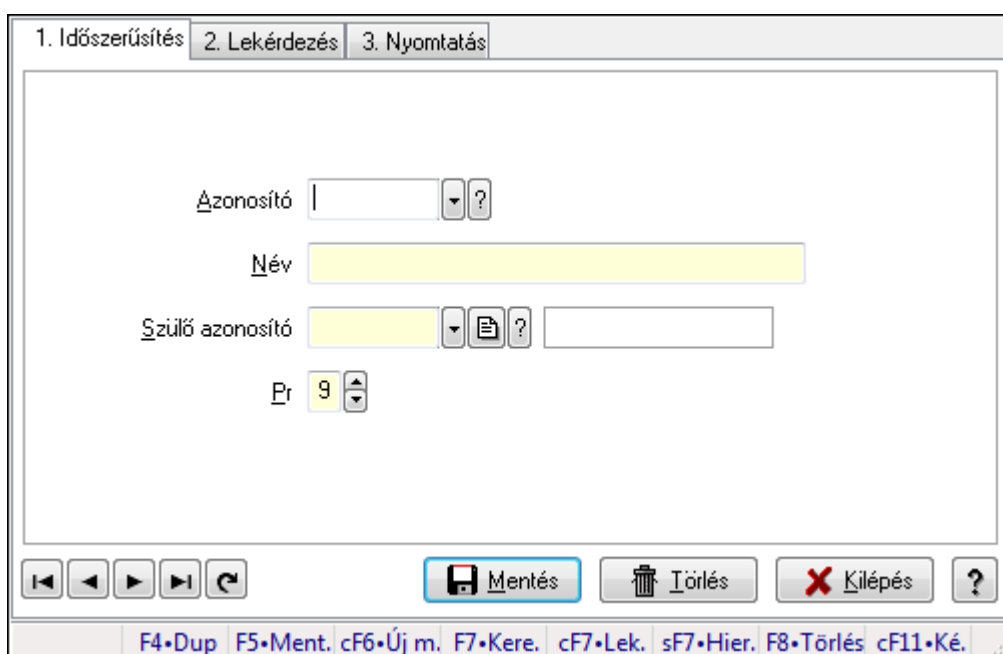 1. Időszerűsítés 2. Lekérdezés 3. Nyomtatás
Azonosító ?
Név
Szülő azonosító ?
Pr 9
Mentés Törlés Kilépés ?
F4•Dup F5•Ment. cF6•Új m. F7•Kere. cF7•Lek. sF7•Hier. F8•Törlés cF11•Ké.